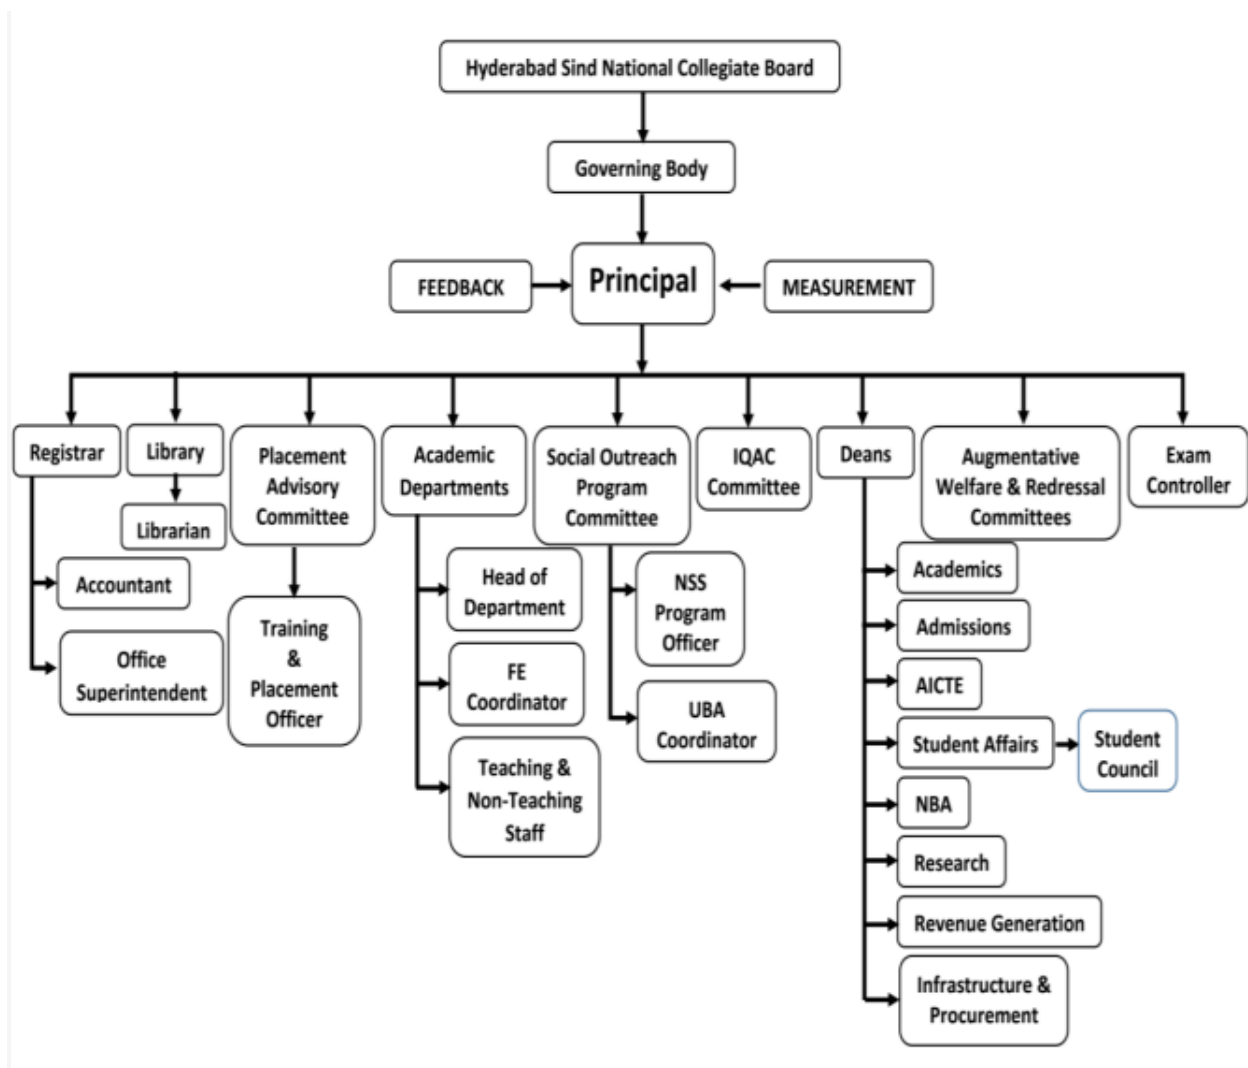 Hyderabad Sind National Collegiate Board
Governing Body
FEEDBACK
Principal
MEASUREMENT
Registrar
Library
Placement
Advisory
Committee
Academic
Departments
Social Outreach
Program
Committee
IQAC
Committee
Deans
Augmentative
Welfare & Redressal
Committees
Exam
Controller
Librarian
Accountant
Office
Superintendent
Training
&
Placement
Officer
Head of
Department
FE
Coordinator
Teaching &
Non-Teaching
Staff
NSS
Program
Officer
UBA
Coordinator
Academics
Admissions
AICTE
Student Affairs
Student
Council
NBA
Research
Revenue Generation
Infrastructure &
Procurement